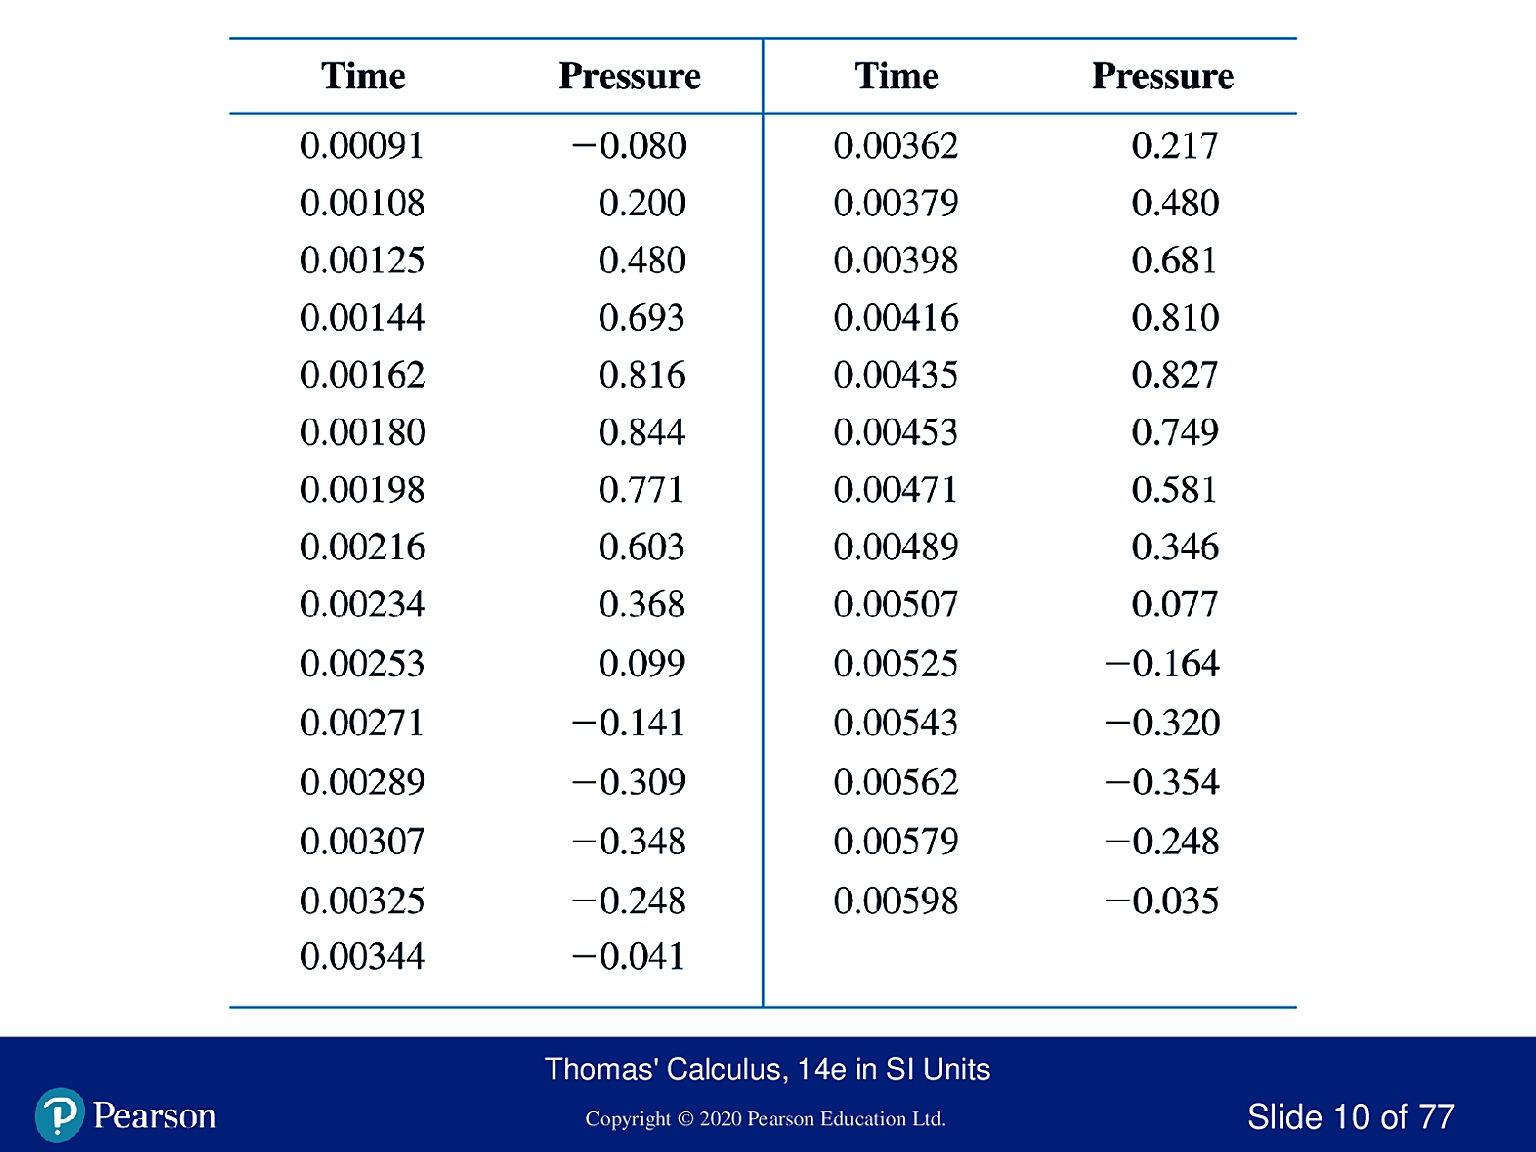 Time Pressure Time Pressure
0.00091 −0.080 0.00362 0.217
0.00108 0.200 0.00379 0.480
0.00125 0.480 0.00398 0.681
0.00144 0.693 0.00416 0.810
0.00162 0.816 0.00435 0.827
0.00180 0.844 0.00453 0.749
0.00198 0.771 0.00471 0.581
0.00216 0.603 0.00489 0.346
0.00234 0.368 0.00507 0.077
0.00253 0.099 0.00525 −0.164
0.00271 −0.141 0.00543 −0.320
0.00289 −0.309 0.00562 −0.354
0.00307 −0.348 0.00579 −0.248
0.00325 −0.248 0.00598 −0.035
0.00344 −0.041
Thomas' Calculus, 14e in SI Units
Pearson Copyright © 2020 Pearson Education Ltd. Slide 10 of 77